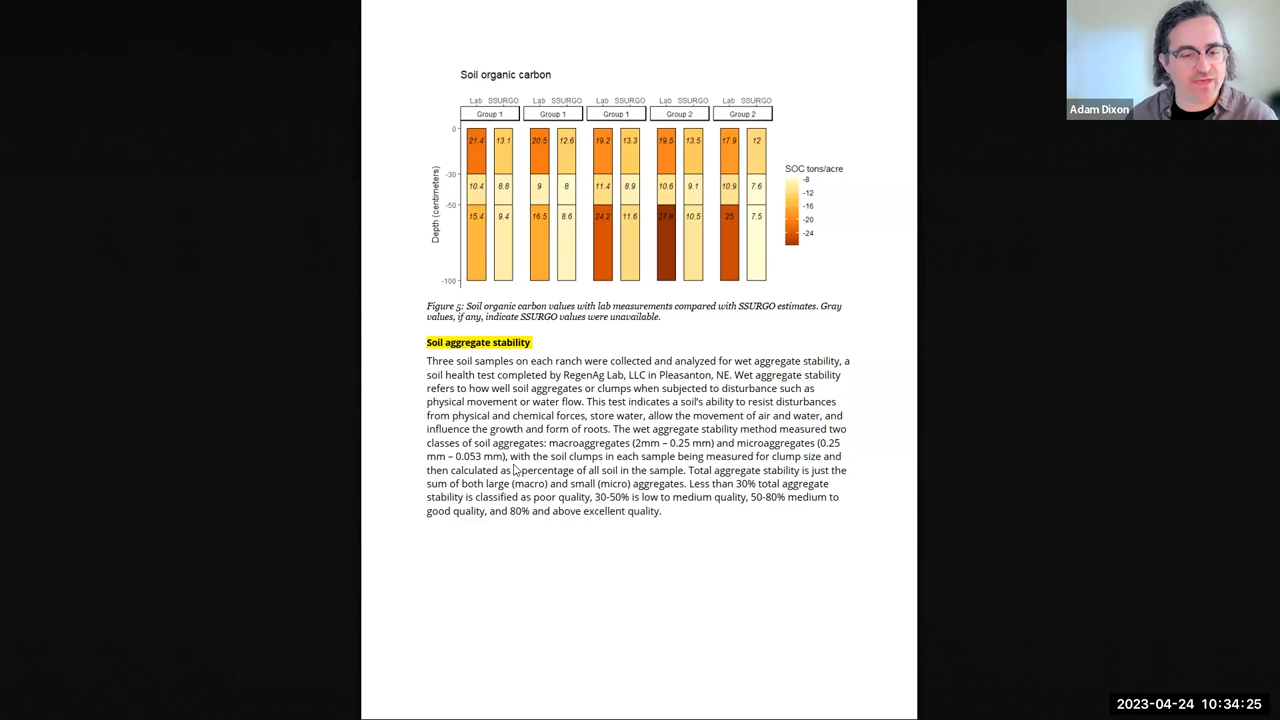 Adam Dixon
Soil organic carbon
Lab SSURGO Lab SSURGO Lab SSURGO Lab SSURGO Lab SSURGO
Group 1 Group 1 Group 1 Group 2 Group 2
0
21.4 13.1 20.5 12.6 19.2 13.3 19.5 13.5 17.9 12
-30
10.4 8.8 9 8 11.4 8.9 10.6 9.1 10.9 7.6
-50
15.4 9.4 16.5 8.6 24.2 11.6 27.8 10.5 25 7.5
-100
Depth (centimeters)
SOC tons/acre
-8
-12
-16
-20
-24
Figure 5: Soil organic carbon values with lab measurements compared with SSURGO estimates. Gray
values, if any, indicate SSURGO values were unavailable.
Soil aggregate stability
Three soil samples on each ranch were collected and analyzed for wet aggregate stability, a
soil health test completed by RegenAg Lab, LLC in Pleasanton, NE. Wet aggregate stability
refers to how well soil aggregates or clumps when subjected to disturbance such as
physical movement or water flow. This test indicates a soil's ability to resist disturbances
from physical and chemical forces, store water, allow the movement of air and water, and
influence the growth and form of roots. The wet aggregate stability method measured two
classes of soil aggregates: macroaggregates (2mm – 0.25 mm) and microaggregates (0.25
mm – 0.053 mm), with the soil clumps in each sample being measured for clump size and
then calculated as percentage of all soil in the sample. Total aggregate stability is just the
sum of both large (macro) and small (micro) aggregates. Less than 30% total aggregate
stability is classified as poor quality, 30-50% is low to medium quality, 50-80% medium to
good quality, and 80% and above excellent quality.
2023-04-24 10:34:25